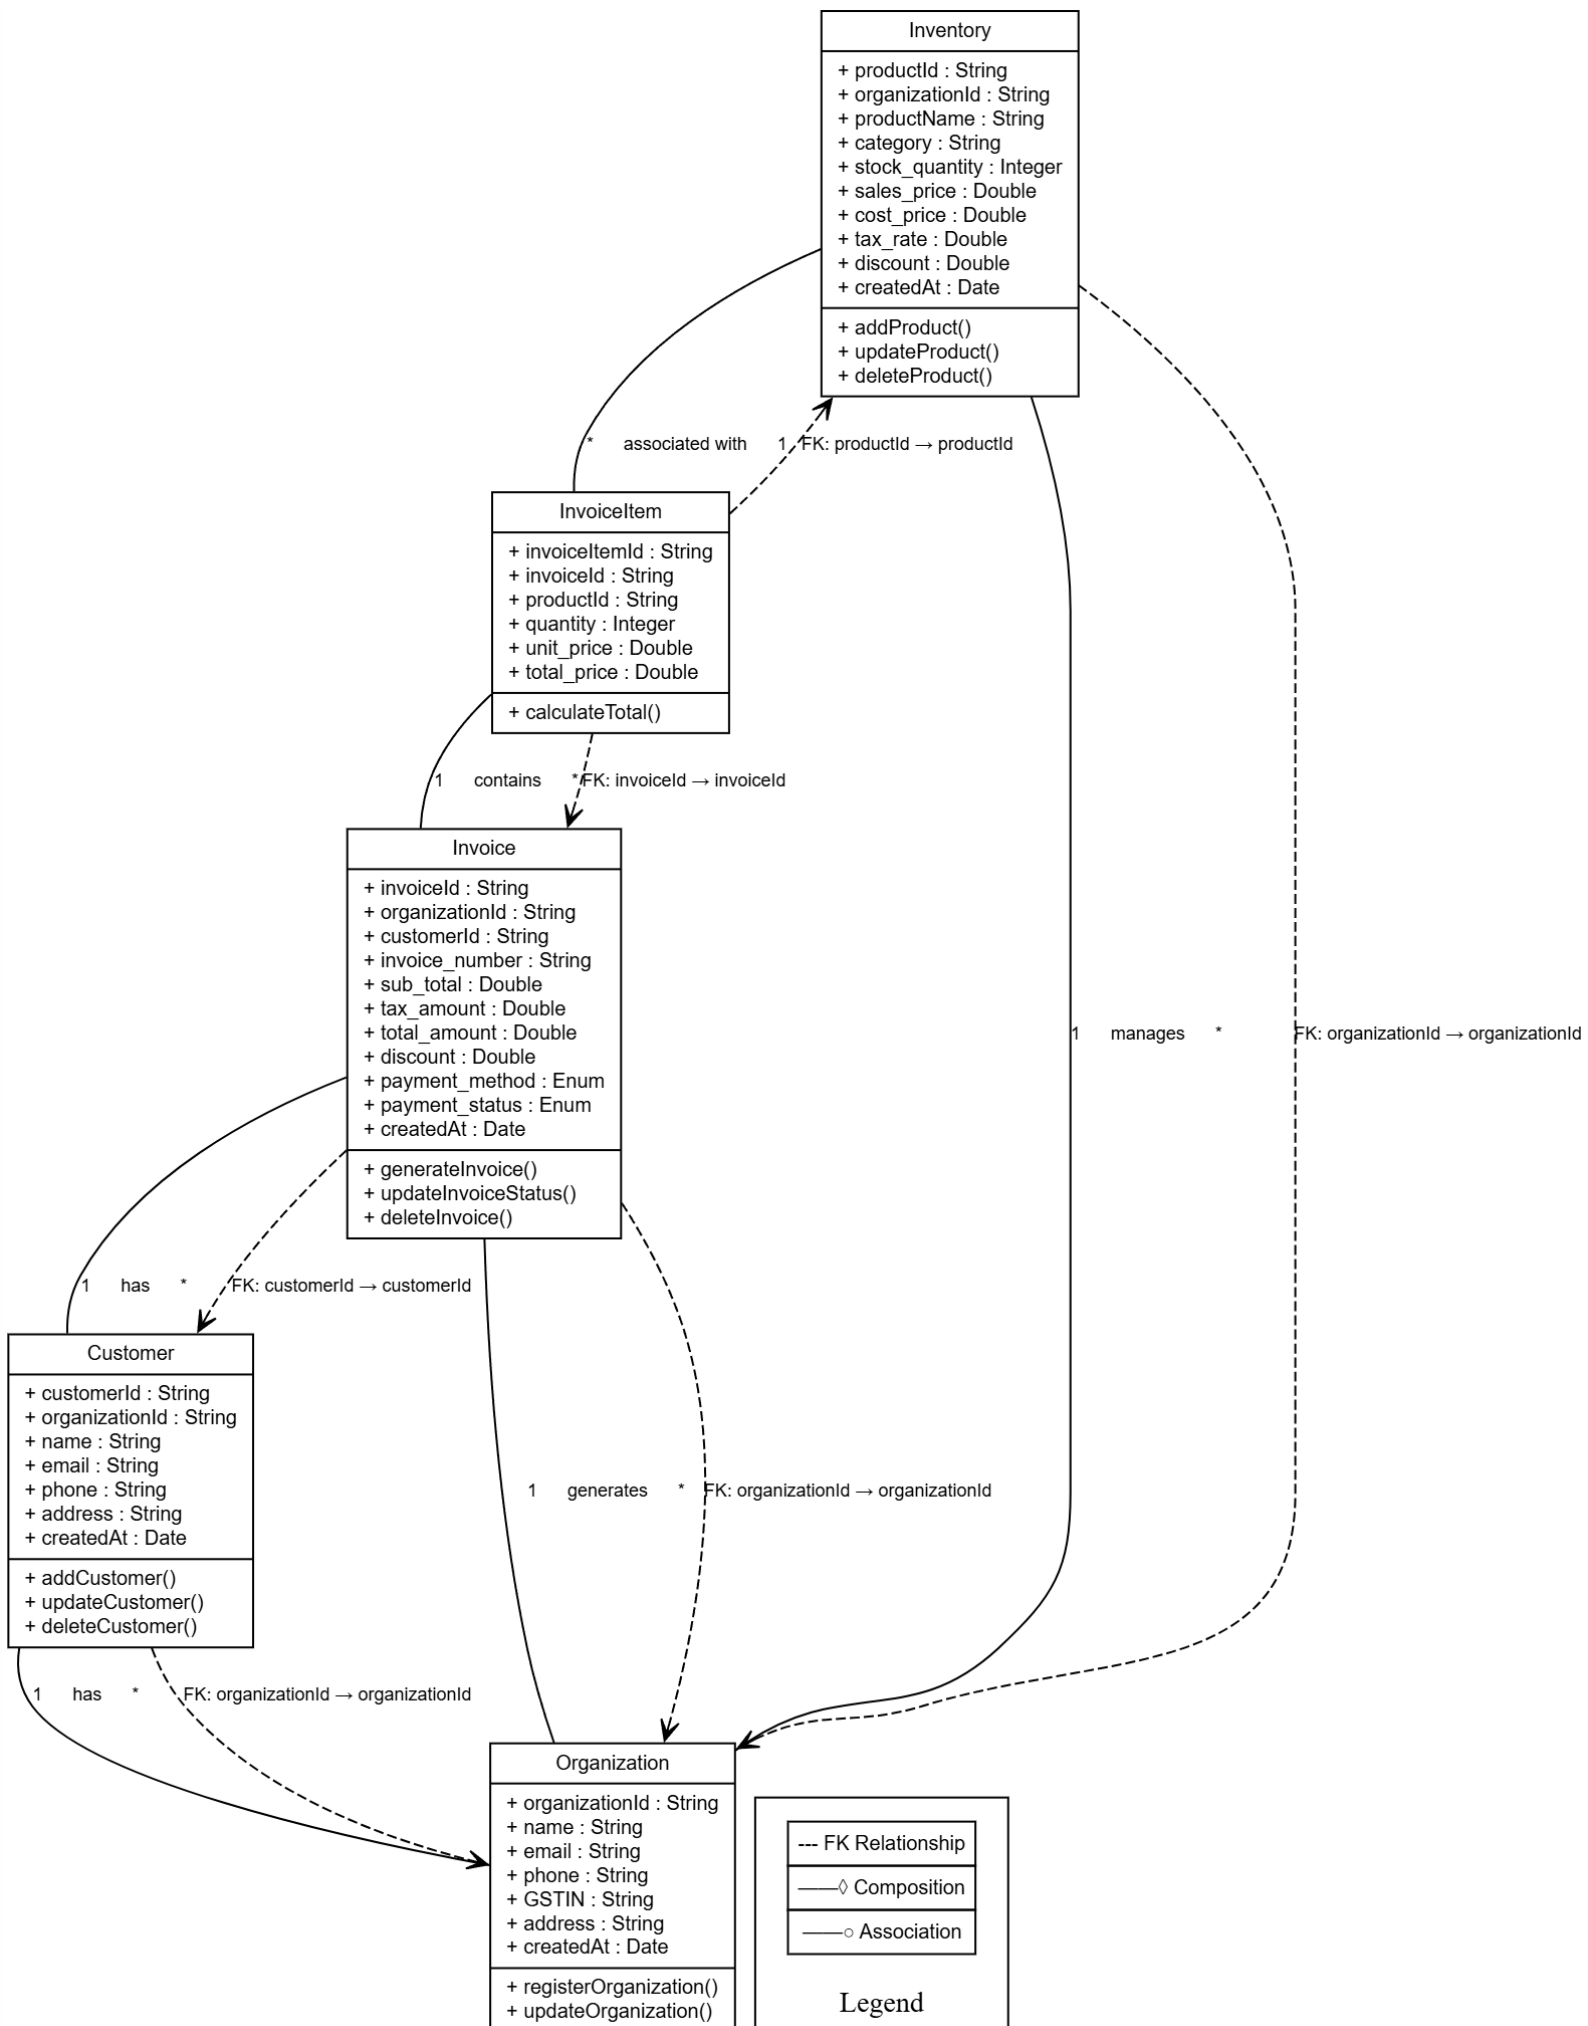 Inventory
+ productId : String
+ organizationId : String
+ productName : String
+ category : String
+ stock_quantity : Integer
+ sales_price : Double
+ cost_price : Double
+ tax_rate : Double
+ discount : Double
+ createdAt : Date
+ addProduct()
+ updateProduct()
+ deleteProduct()
* associated with 1
FK: productId → productId
InvoiceItem
+ invoiceItemId : String
+ invoiceId : String
+ productId : String
+ quantity : Integer
+ unit_price : Double
+ total_price : Double
+ calculateTotal()
1 contains *
FK: invoiceId → invoiceId
Invoice
+ invoiceId : String
+ organizationId : String
+ customerId : String
+ invoice_number : String
+ sub_total : Double
+ tax_amount : Double
+ total_amount : Double
+ discount : Double
+ payment_method : Enum
+ payment_status : Enum
+ createdAt : Date
+ generateInvoice()
+ updateInvoiceStatus()
+ deleteInvoice()
1 manages *
FK: organizationId → organizationId
1 has *
FK: customerId → customerId
Customer
+ customerId : String
+ organizationId : String
+ name : String
+ email : String
+ phone : String
+ address : String
+ createdAt : Date
+ addCustomer()
+ updateCustomer()
+ deleteCustomer()
1 generates *
FK: organizationId → organizationId
1 has *
FK: organizationId → organizationId
Organization
+ organizationId : String
+ name : String
+ email : String
+ phone : String
+ GSTIN : String
+ address : String
+ createdAt : Date
+ registerOrganization()
+ updateOrganization()
--- FK Relationship
——◊ Composition
——○ Association
Legend